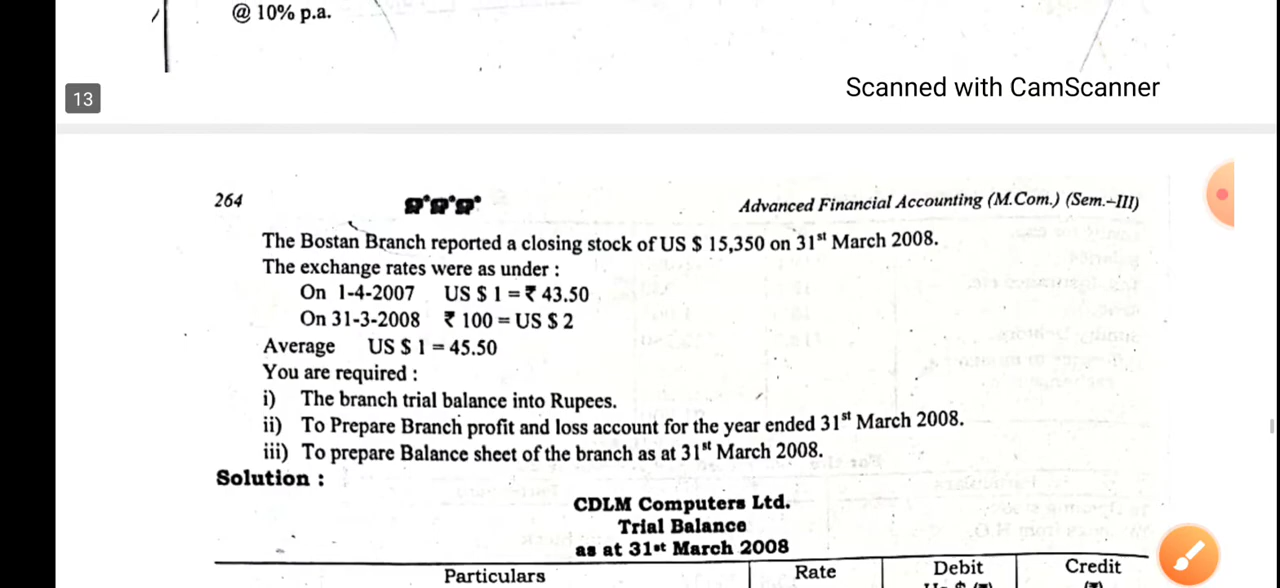 @ 10% p.a.
Scanned with CamScanner
13
264
Advanced Financial Accounting (M.Com.) (Sem.-III)
The Bostan Branch reported a closing stock of US $ 15,350 on 31st March 2008.
The exchange rates were as under :
On 1-4-2007 US $ 1 = ₹ 43.50
On 31-3-2008 ₹ 100 = US $ 2
Average US $ 1 = 45.50
You are required :
i) The branch trial balance into Rupees.
ii) To Prepare Branch profit and loss account for the year ended 31st March 2008.
iii) To prepare Balance sheet of the branch as at 31st March 2008.
Solution :
CDLM Computers Ltd.
Trial Balance
as at 31st March 2008
Particulars Rate Debit Credit